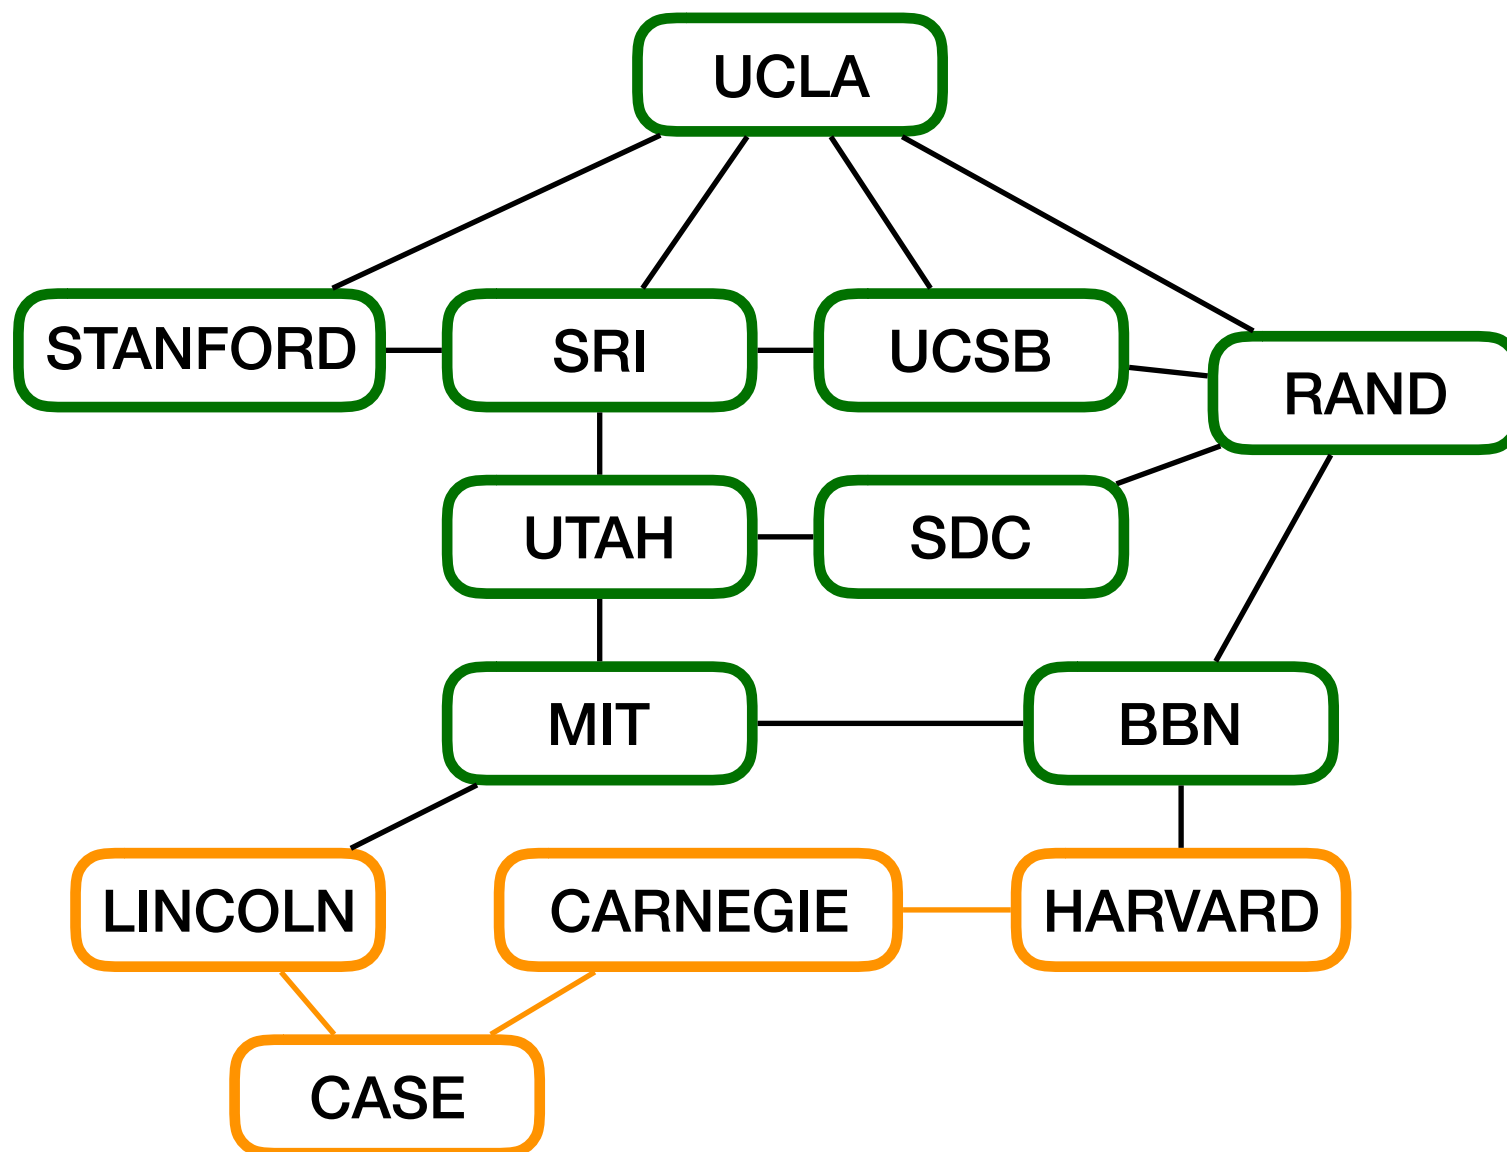 UCLA
STANFORD
SRI
UCSB
RAND
UTAH
SDC
MIT
BBN
LINCOLN
CARNEGIE
HARVARD
CASE